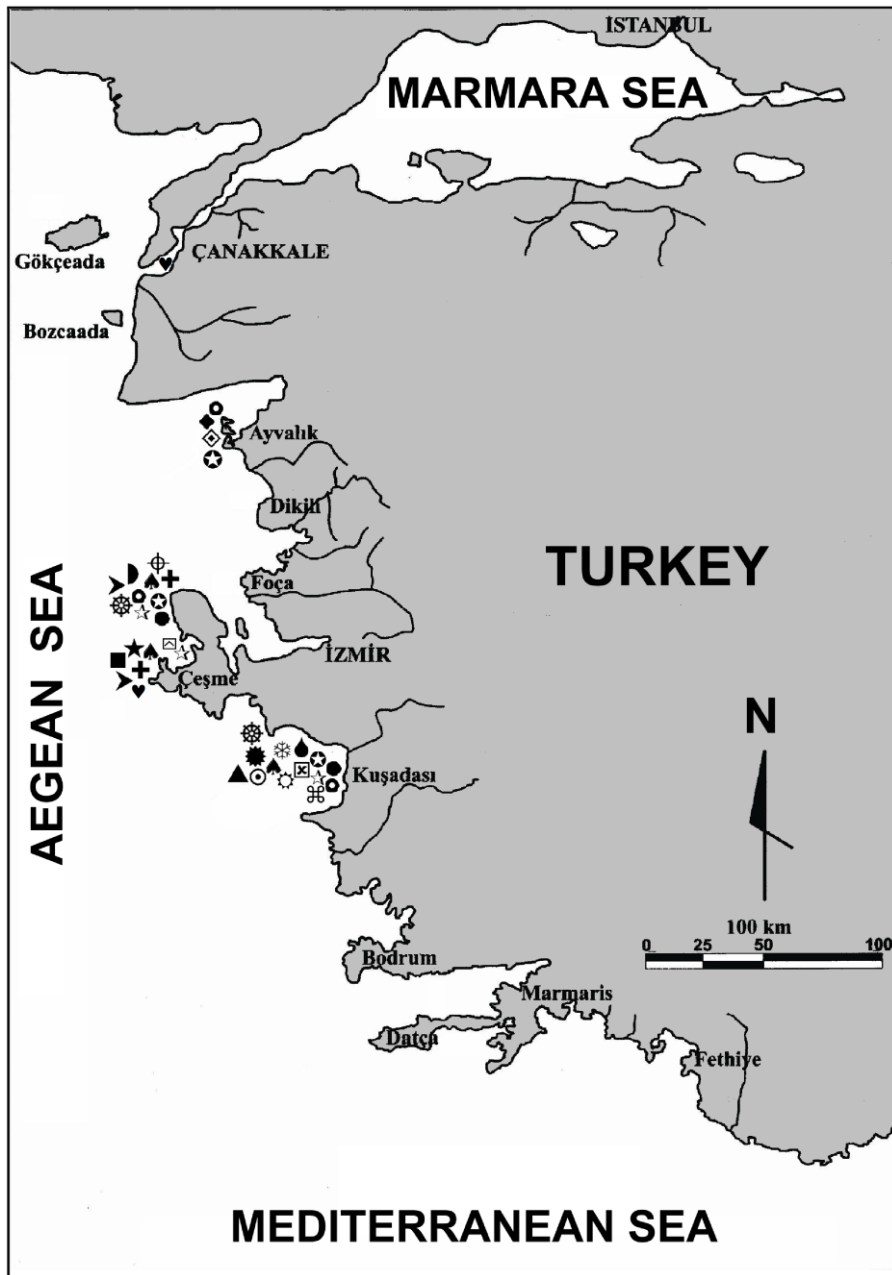 İSTANBUL
MARMARA SEA
ÇANAKKALE
Gökçeada
Bozcaada
Ayvalık
Dikili
Foça
TURKEY
İZMİR
Çeşme
AEGEAN SEA
N
Kuşadası
100 km
0 25 50 100
Bodrum
Marmaris
Datça
Fethiye
MEDITERRANEAN SEA